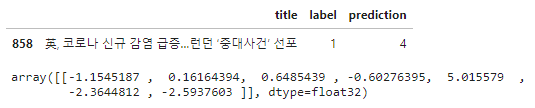 title label prediction
858 英, 코로나 신규 감염 급증...런던 '중대사건' 선포 1 4
array([[-1.1545187 , 0.16164394, 0.6485439 , -0.60276395, 5.015579 ,
-2.3644812 , -2.5937603 ]], dtype=float32)